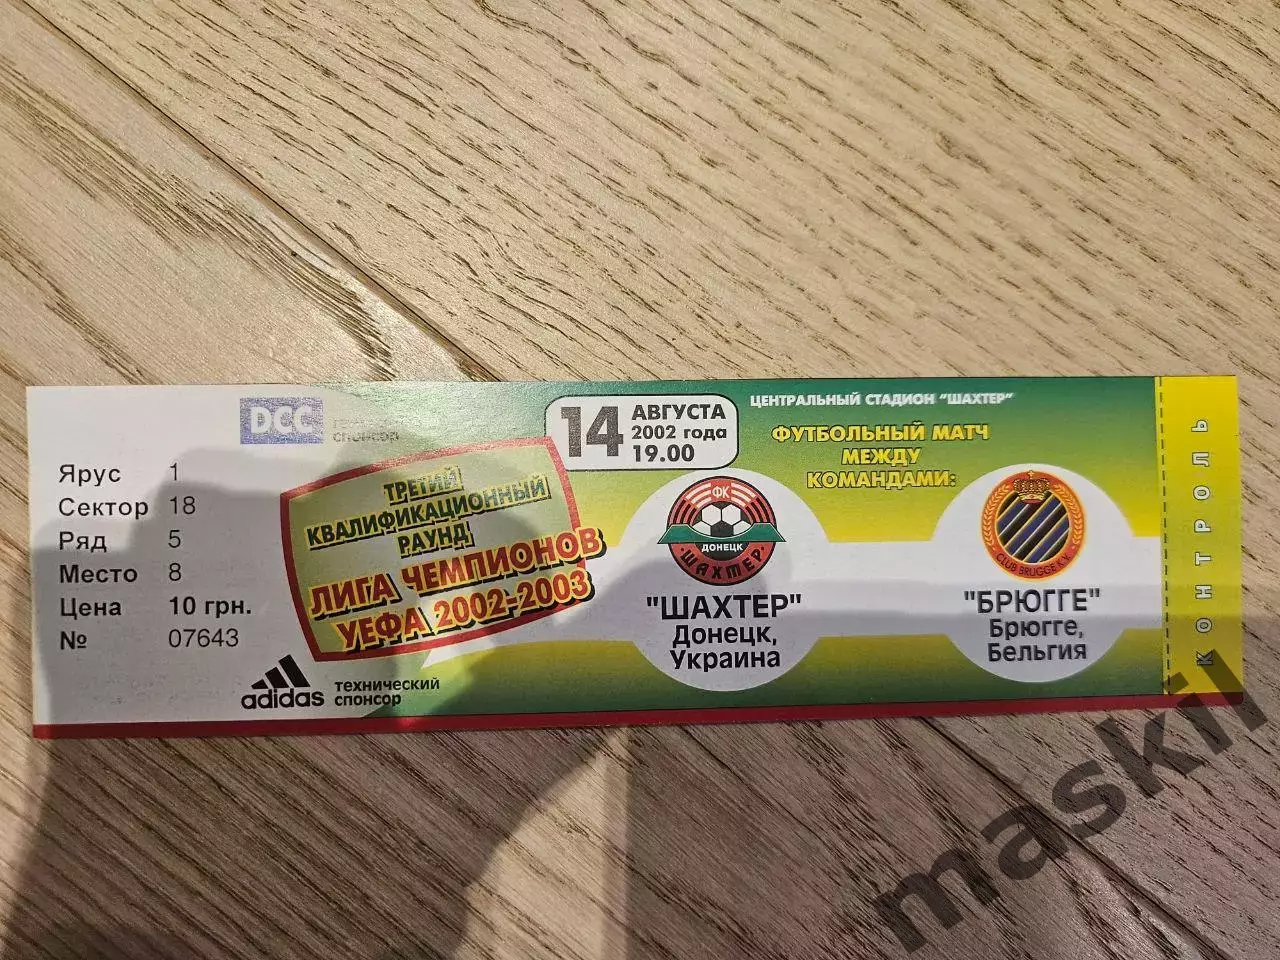 DCC
спонсор
Ярус 1
Сектор 18
Ряд 5
Место 8
Цена 10 грн.
№ 07643
adidas
технический
спонсор
ТРЕТИЙ
КВАЛИФИКАЦИОННЫЙ
РАУНД
ЛИГА ЧЕМПИОНОВ
УЕФА 2002-2003
14 АВГУСТА
2002 года
19.00
ЦЕНТРАЛЬНЫЙ СТАДИОН "ШАХТЕР"
ФУТБОЛЬНЫЙ МАТЧ
МЕЖДУ
КОМАНДАМИ:
ФК
ДОНЕЦК
ШАХТЕР
"ШАХТЕР"
Донецк,
Украина
CLUB BRUGGE K.V.
"БРЮГГЕ"
Брюгге,
Бельгия
КОНТРОЛЬ
maskil